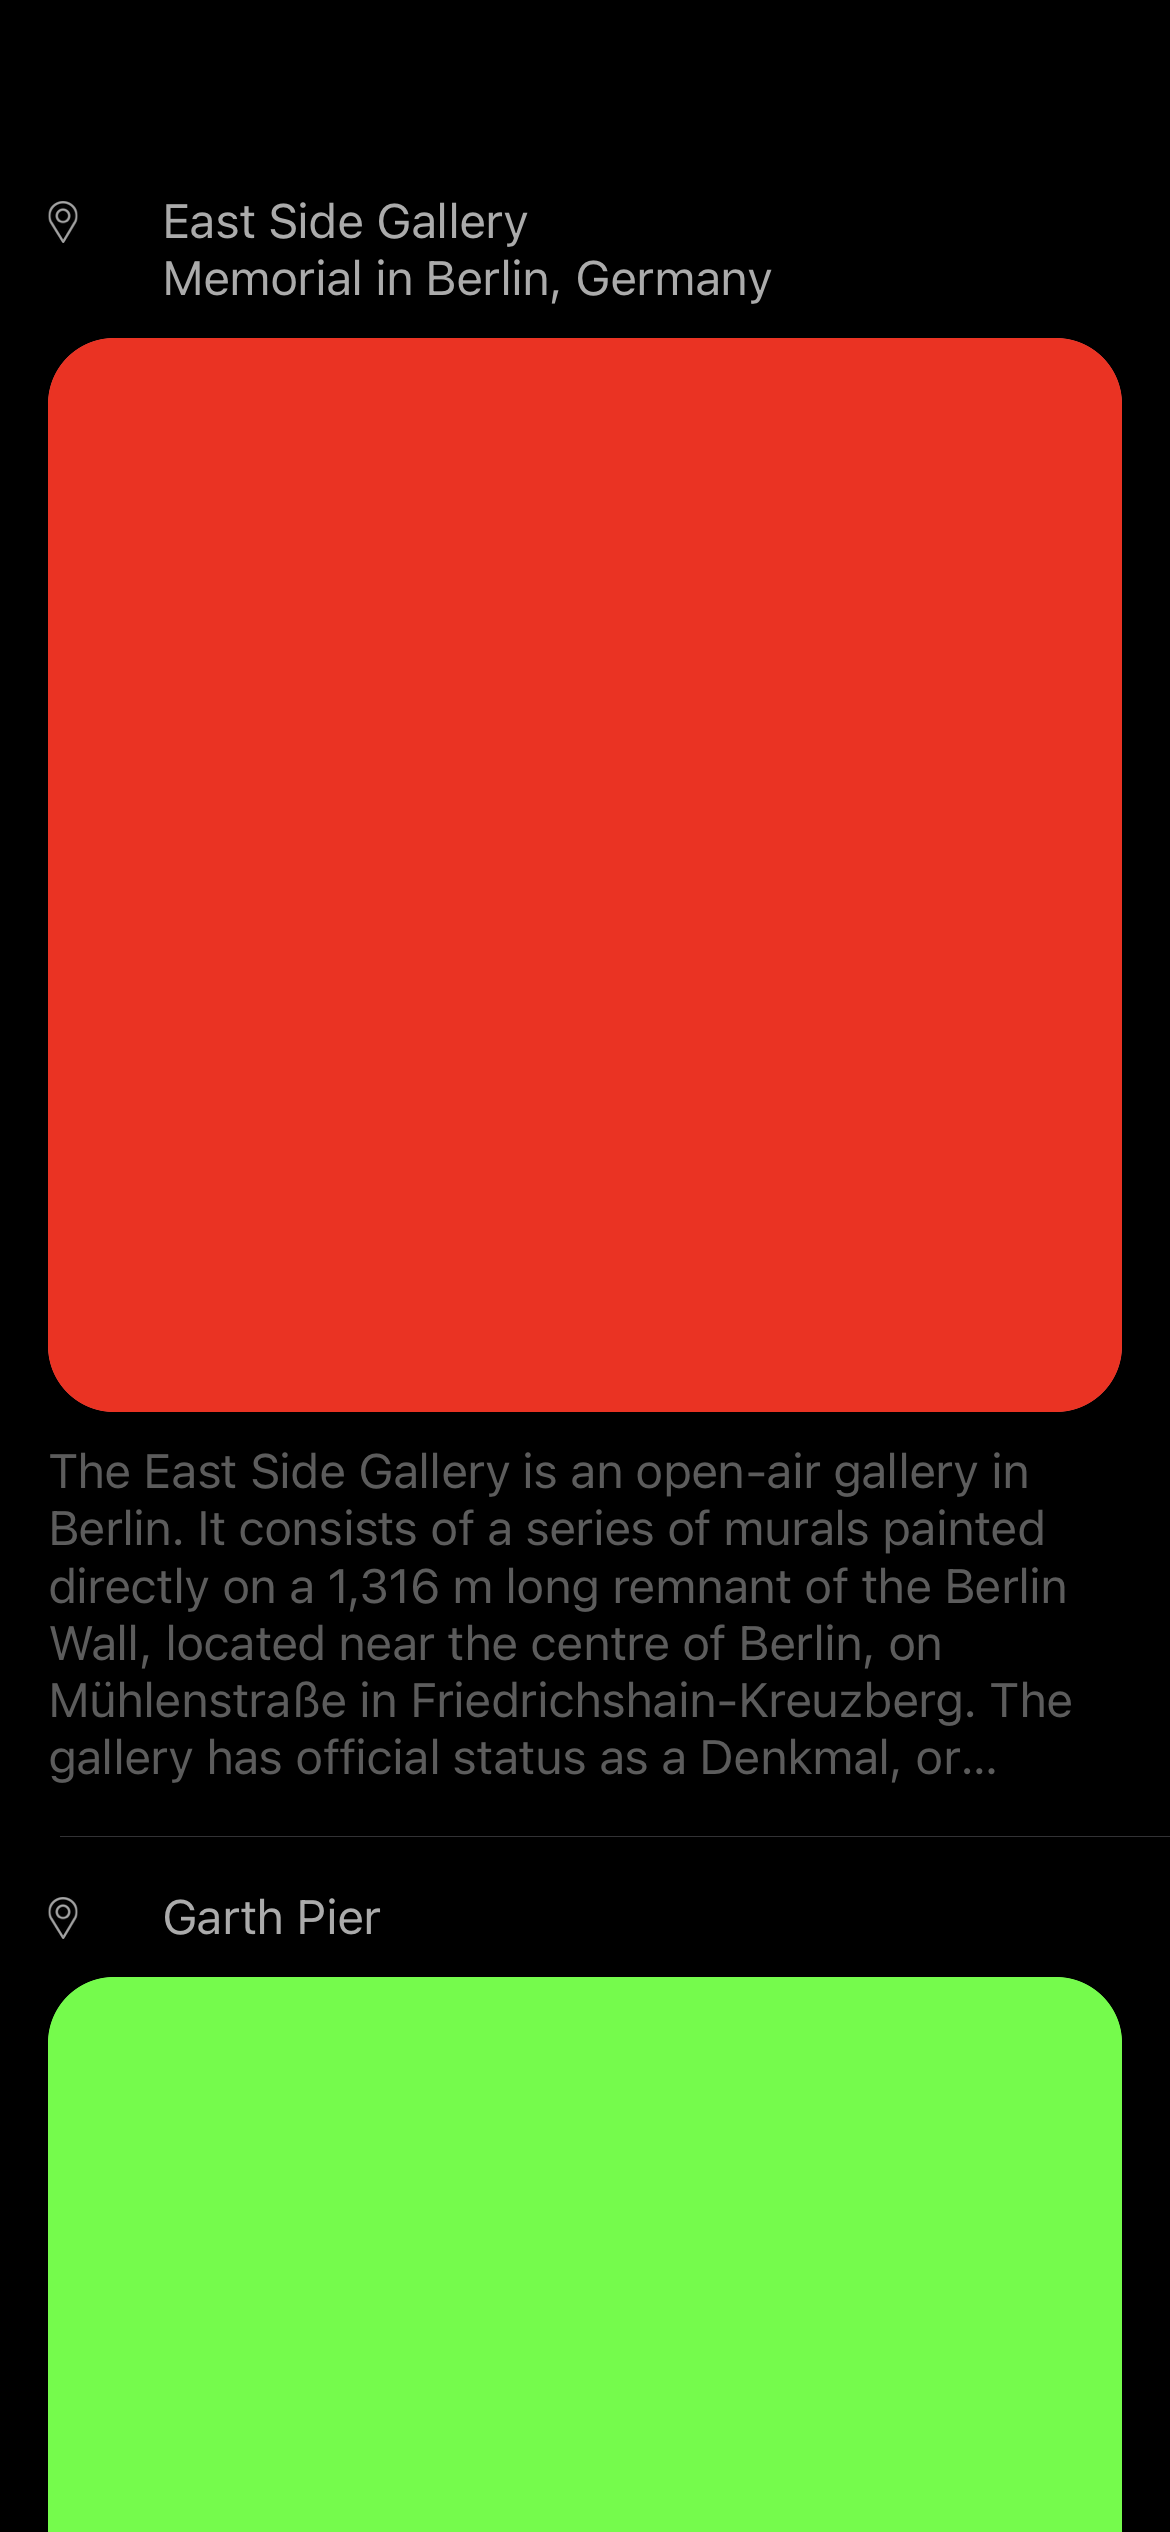 East Side Gallery
Memorial in Berlin, Germany
The East Side Gallery is an open-air gallery in
Berlin. It consists of a series of murals painted
directly on a 1,316 m long remnant of the Berlin
Wall, located near the centre of Berlin, on
Mühlenstraße in Friedrichshain-Kreuzberg. The
gallery has official status as a Denkmal, or...
Garth Pier